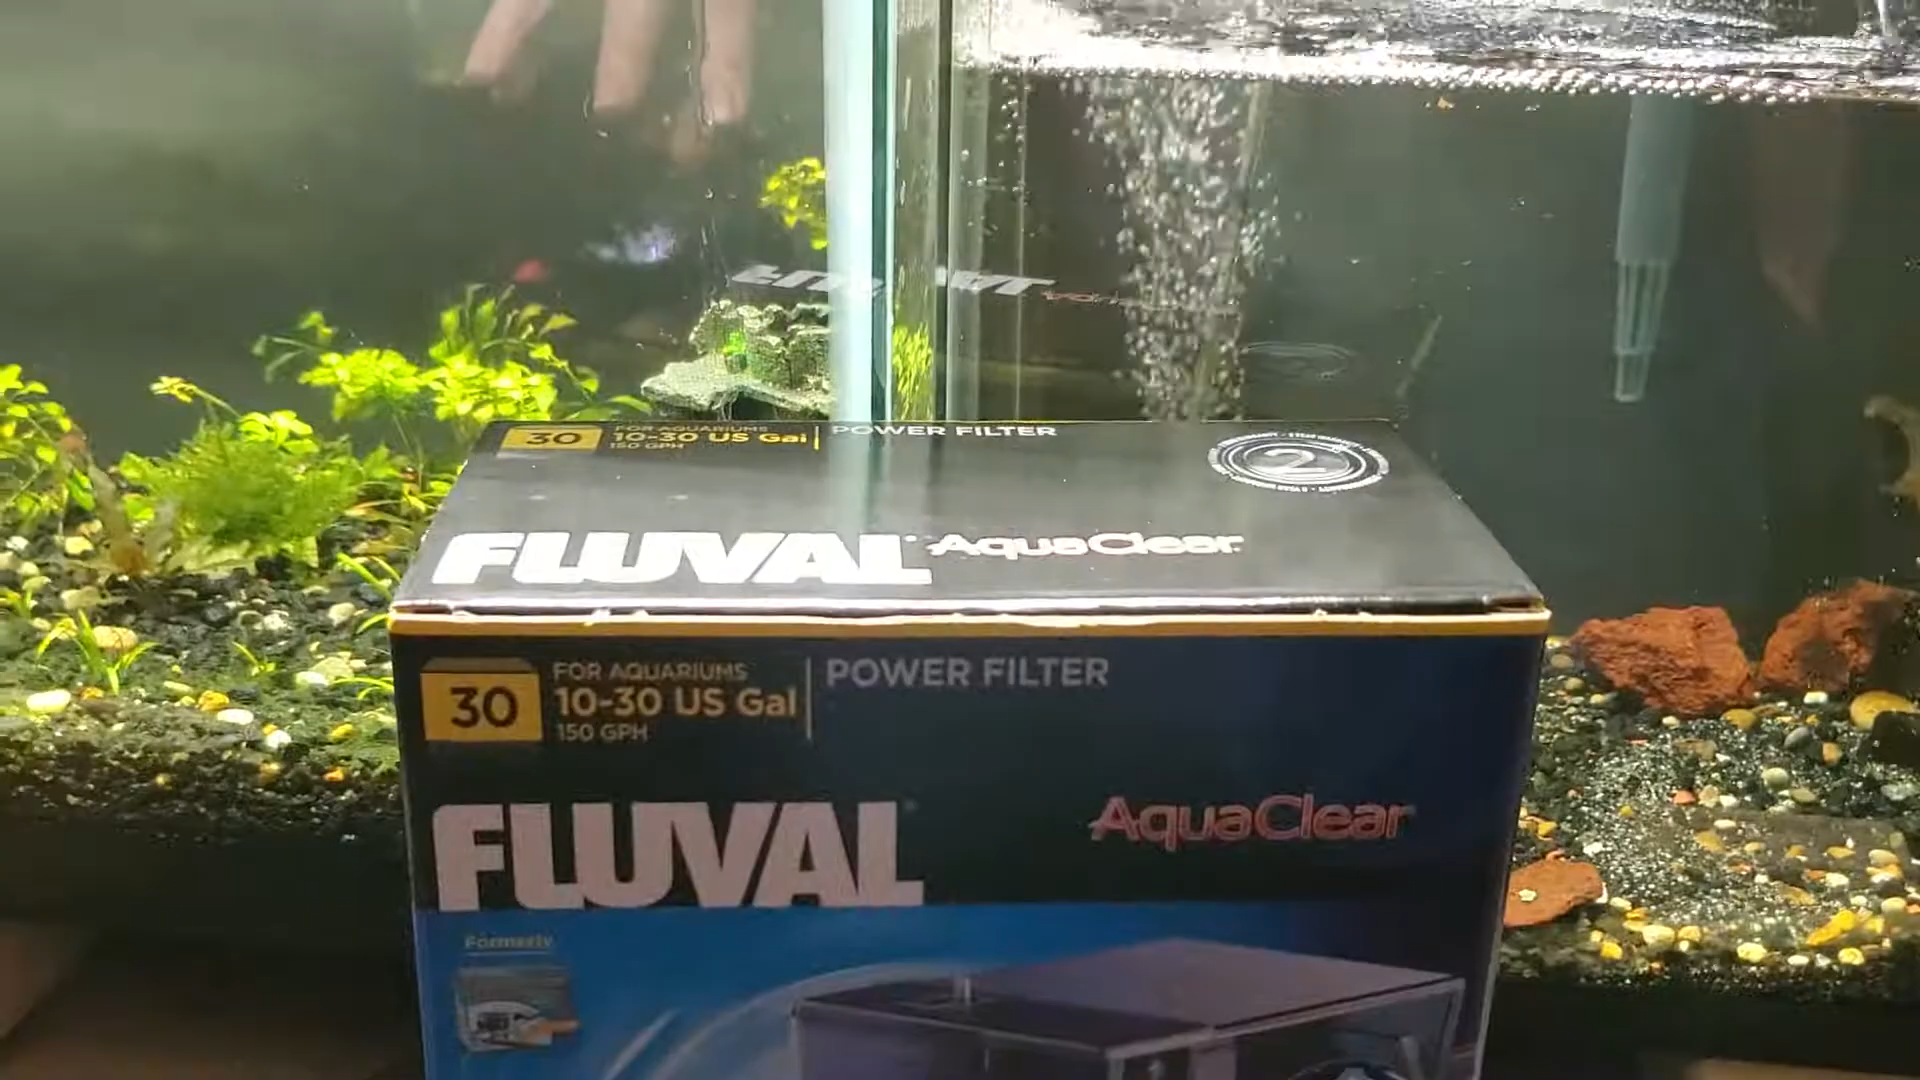 30
FOR AQUARIUMS
10-30 US Gal
150 GPH
POWER FILTER
2
FLUVAL AquaClear
30
FOR AQUARIUMS
10-30 US Gal
150 GPH
POWER FILTER
FLUVAL
AquaClear
Formerly